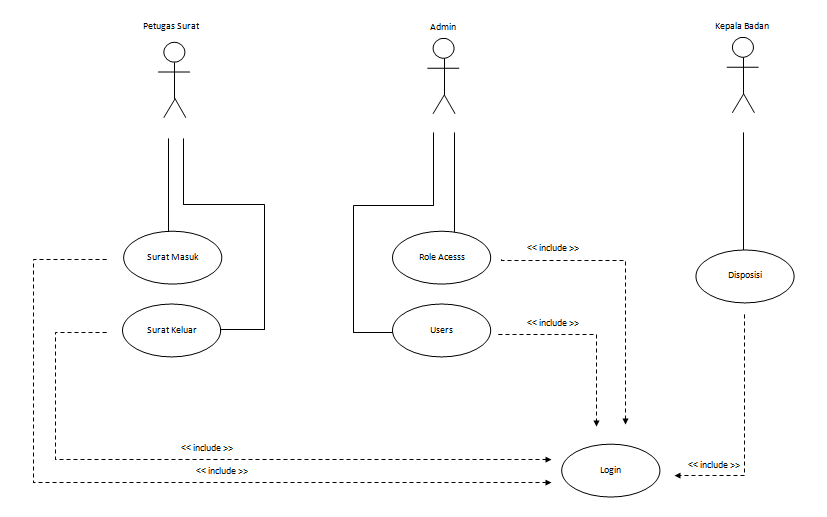 Petugas Surat
Admin
Kepala Badan
Surat Masuk
Role Acesss
<< include >>
Disposisi
Surat Keluar
Users
<< include >>
<< include >>
<< include >>
Login
<< include >>